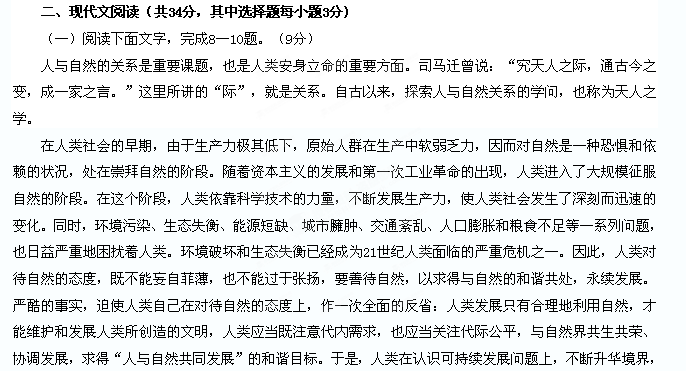 二、现代文阅读（共34分，其中选择题每小题3分）
（一）阅读下面文字，完成8—10题。（9分）
人与自然的关系是重要课题，也是人类安身立命的重要方面。司马迁曾说：“究天人之际，通古今之
变，成一家之言。”这里所讲的“际”，就是关系。自古以来，探索人与自然关系的学问，也称为天人之
学。
在人类社会的早期，由于生产力极其低下，原始人群在生产中软弱乏力，因而对自然是一种恐惧和依
赖的状况，处在崇拜自然的阶段。随着资本主义的发展和第一次工业革命的出现，人类进入了大规模征服
自然的阶段。在这个阶段，人类依靠科学技术的力量，不断发展生产力，使人类社会发生了深刻而迅速的
变化。同时，环境污染、生态失衡、能源短缺、城市臃肿、交通紊乱、人口膨胀和粮食不足等一系列问题，
也日益严重地困扰着人类。环境破坏和生态失衡已经成为21世纪人类面临的严重危机之一。因此，人类对
待自然的态度，既不能妄自菲薄，也不能过于张扬，要善待自然，以求得与自然的和谐共处，永续发展。
严酷的事实，迫使人类自己在对待自然的态度上，作一次全面的反省：人类发展只有合理地利用自然，才
能维护和发展人类所创造的文明，人类应当既注意代内需求，也应当关注代际公平，与自然界共生共荣、
协调发展，求得“人与自然共同发展”的和谐目标。于是，人类在认识可持续发展问题上，不断升华境界，